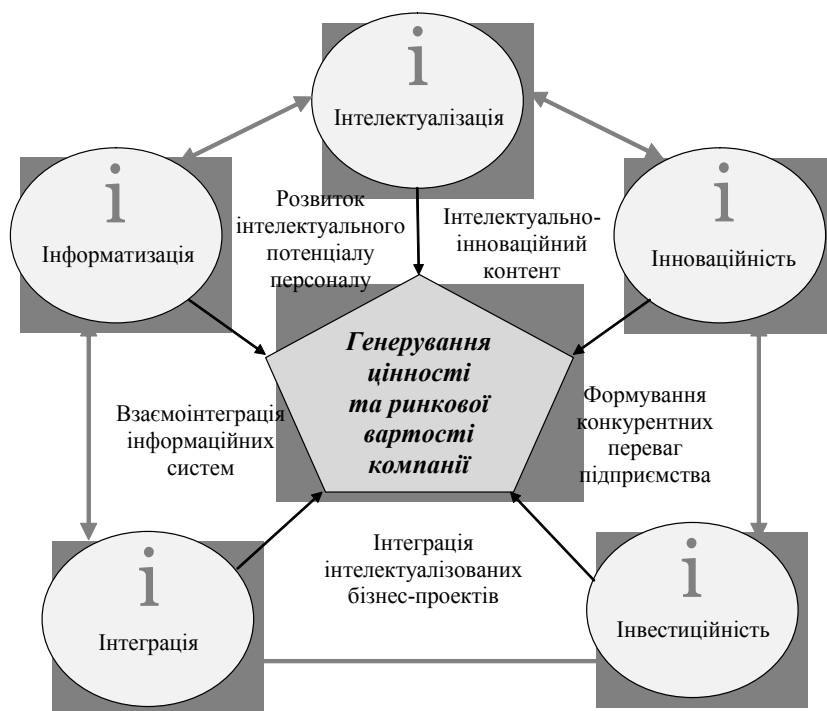 і
Інтелектуалізація
і
Інформатизація
і
Інноваційність
Розвиток
інтелектуального
потенціалу
персоналу
Інтелектуально-
інноваційний
контент
Генерування
цінності
та ринкової
вартості
компанії
Взаємоінтеграція
інформаційних
систем
Формування
конкурентних
переваг
підприємства
Інтеграція
інтелектуалізованих
бізнес-проектів
і
Інтеграція
і
Інвестиційність